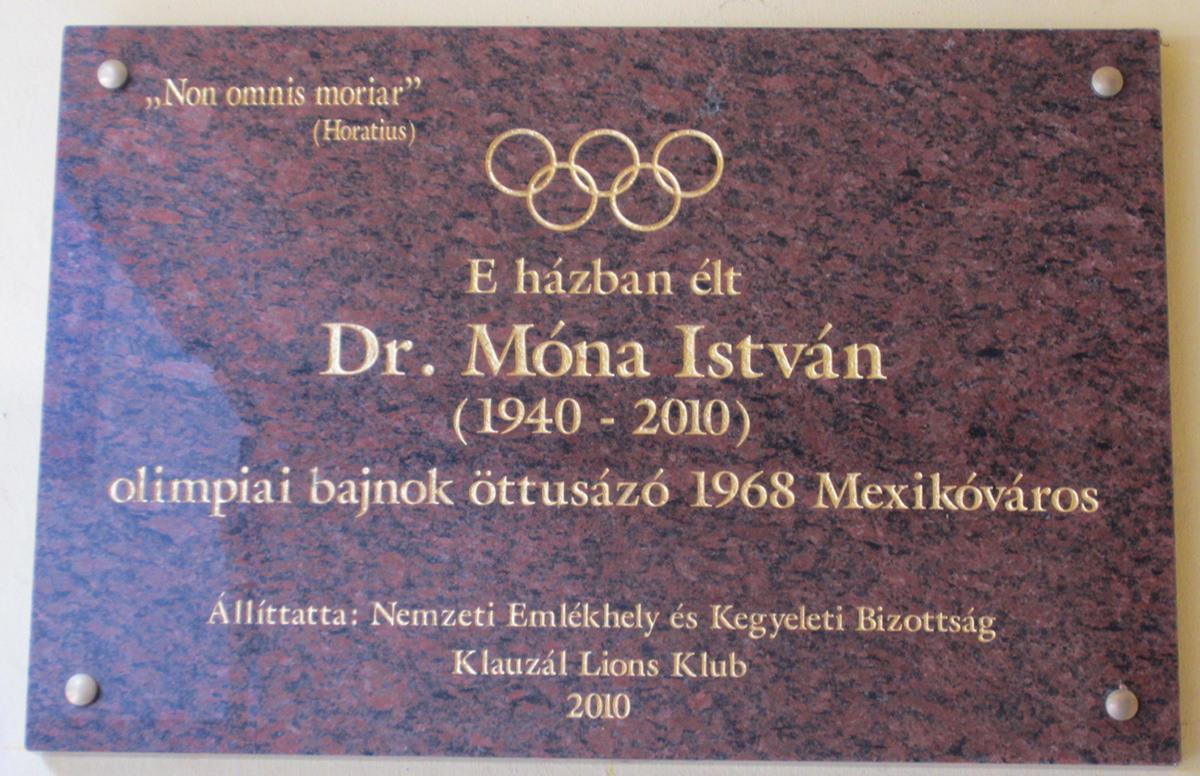 „Non omnis moriar”
(Horatius)
E házban élt
Dr. Móna István
(1940 - 2010)
olimpiai bajnok öttusázó 1968 Mexikóváros
Állíttatta: Nemzeti Emlékhely és Kegyeleti Bizottság
Klauzál Lions Klub
2010